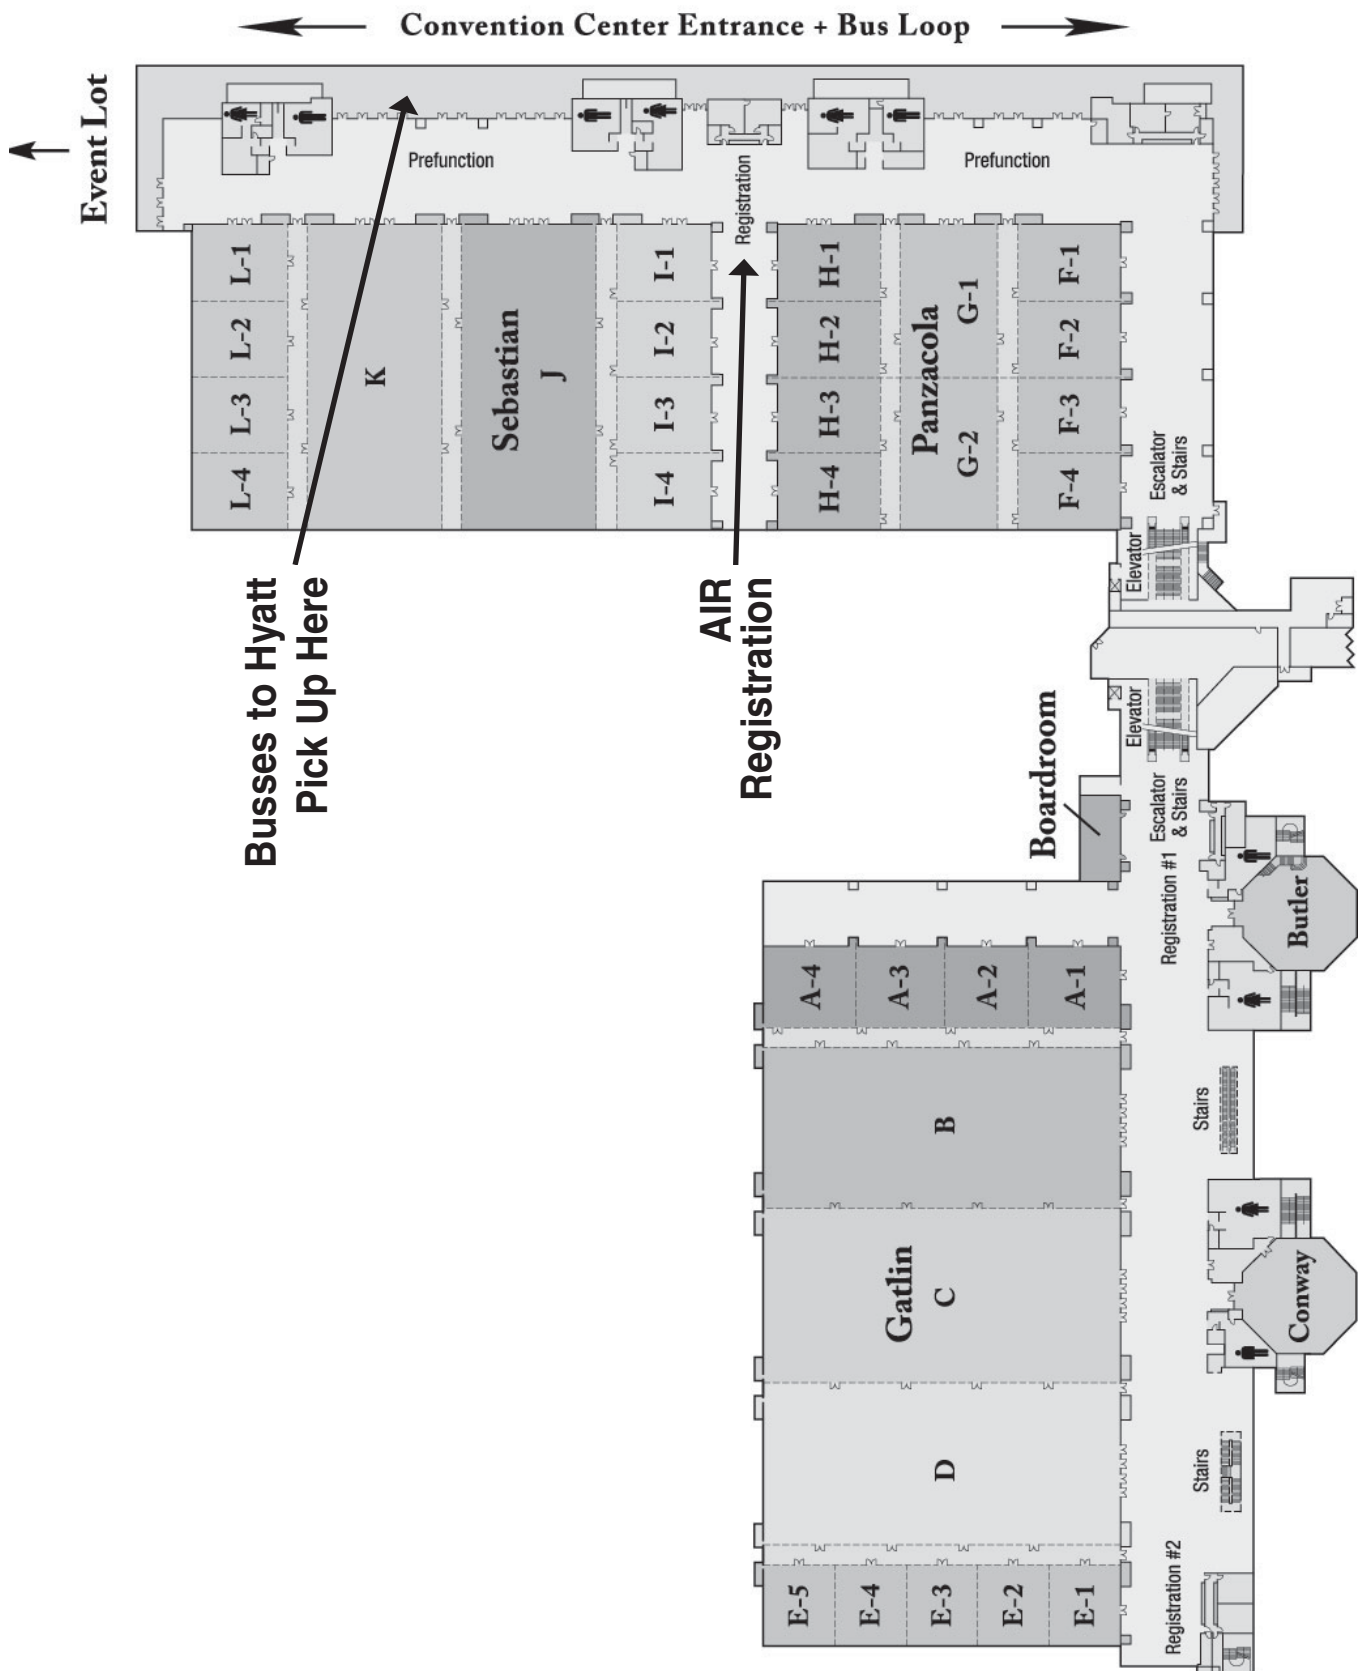 Convention Center Entrance + Bus Loop
Event Lot
Prefunction
Registration
Prefunction
L-1
L-2
L-3
L-4
K
Sebastian
J
I-1
I-2
I-3
I-4
H-1
H-2
H-3
H-4
Panzacola
G-1
G-2
F-1
F-2
F-3
F-4
Escalator
& Stairs
Elevator
Busses to Hyatt
Pick Up Here
AIR
Registration
Elevator
Escalator
& Stairs
Boardroom
Registration #1
Butler
A-4
A-3
A-2
A-1
B
Stairs
Gatlin
C
Conway
D
Stairs
E-5
E-4
E-3
E-2
E-1
Registration #2